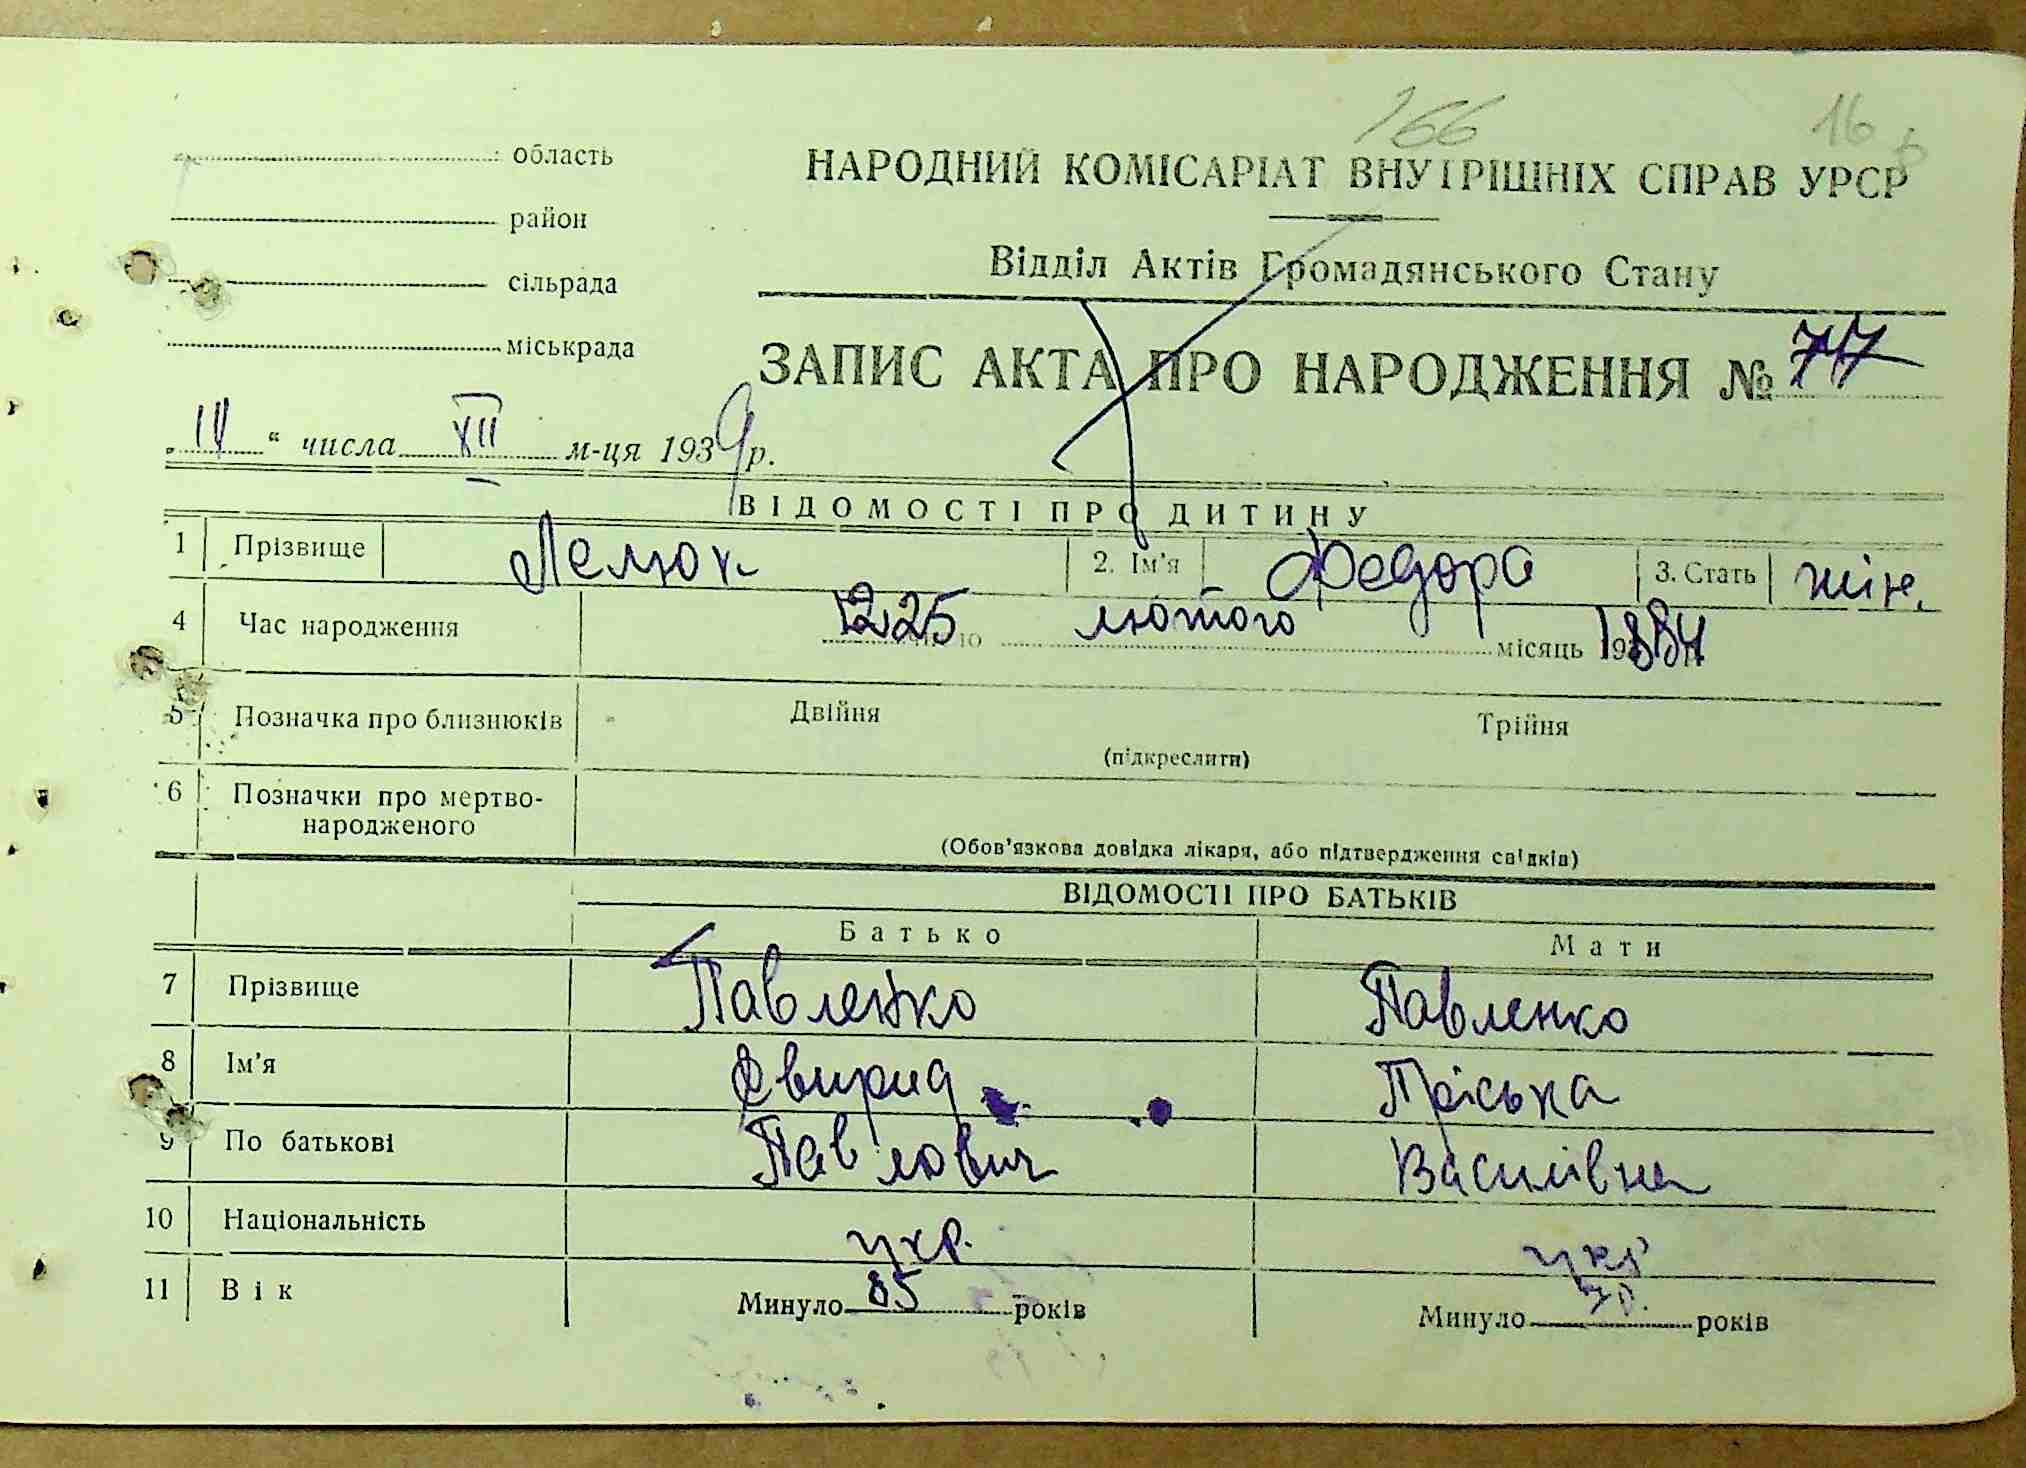 166 16
область НАРОДНИЙ КОМІСАРІАТ ВНУТРІШНІХ СПРАВ УРСР
район
Відділ Актів Громадянського Стану
сільрада
міськрада ЗАПИС АКТА ПРО НАРОДЖЕННЯ №
„ IV “ числа XII м-ця 1939 р.
ВІДОМОСТІ ПРО ДИТИНУ
1 Прізвище Лелюк 2. Ім'я Федора 3. Стать жін.
4 Час народження 25 лютого місяць
5 Позначка про близнюків Двійня Трійня
(підкреслити)
6 Позначки про мертво-
народженого
(Обов'язкова довідка лікаря, або підтвердження свідків)
ВІДОМОСТІ ПРО БАТЬКІВ
Батько Мати
7 Прізвище Павленко Павленко
8 Ім'я Свирид Пріська
9 По батькові Павлович Василівна
10 Національність укр. укр
11 Вік Минуло 85 років Минуло років